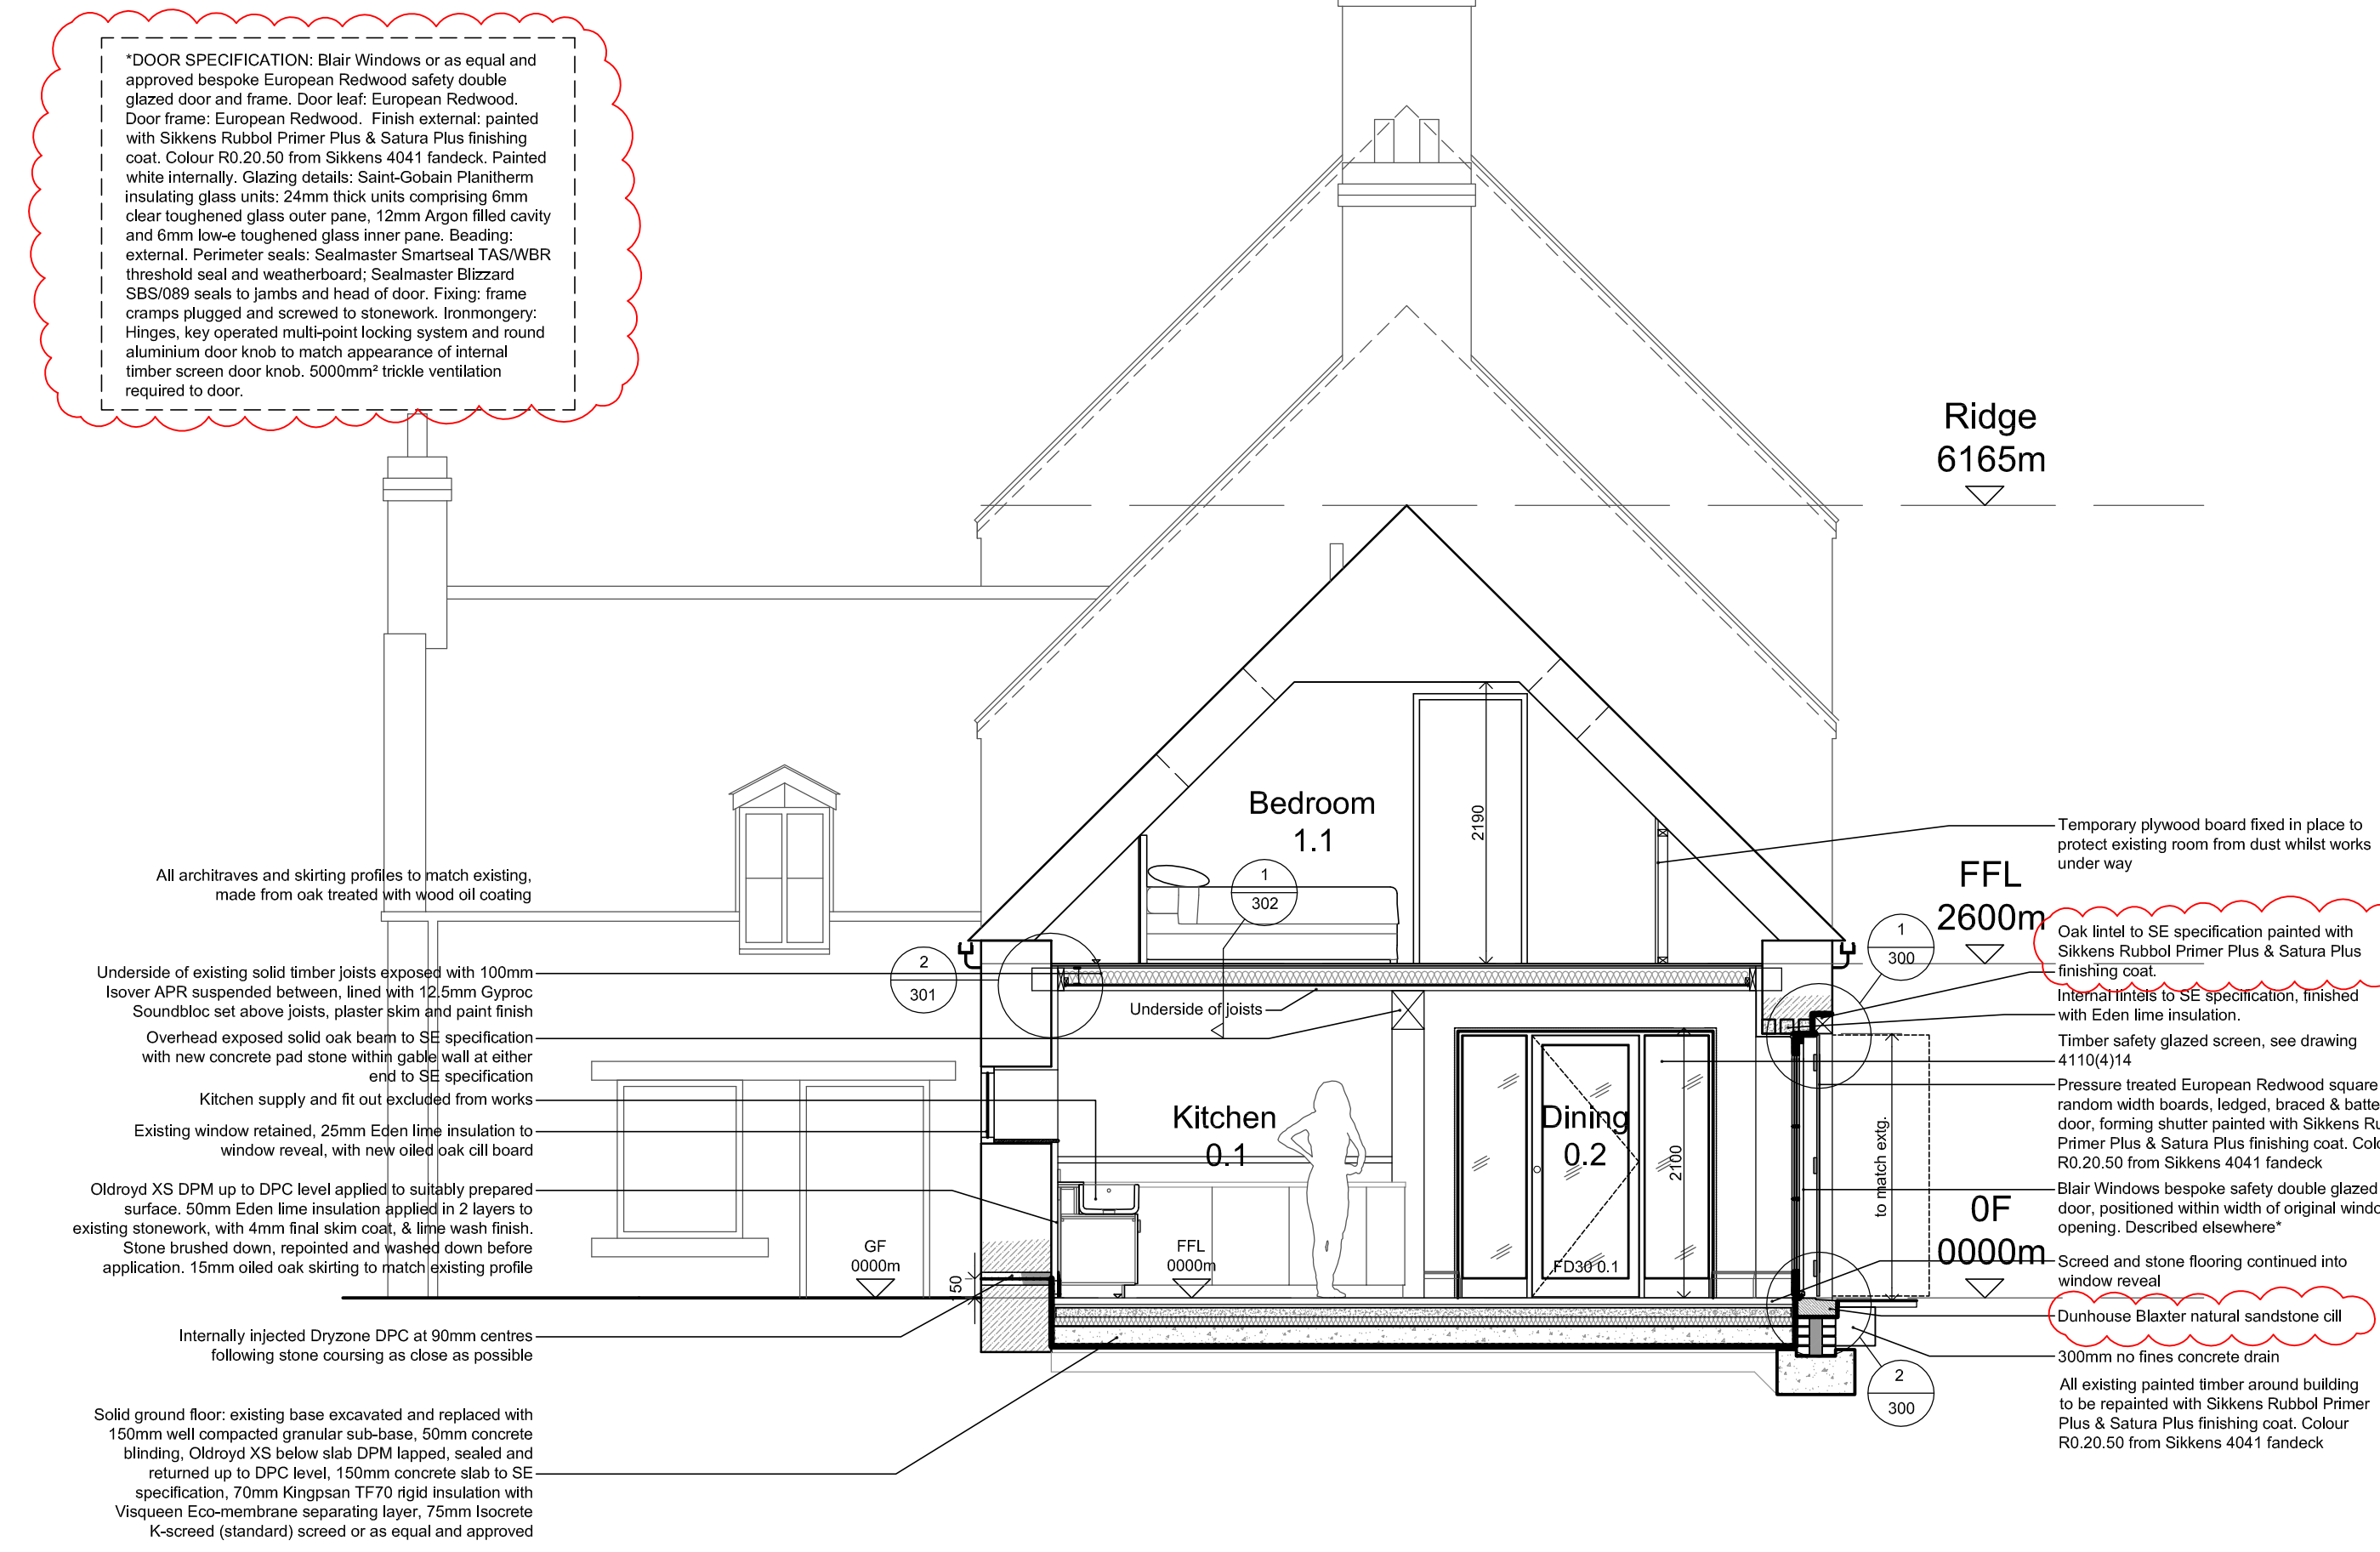 *DOOR SPECIFICATION: Blair Windows or as equal and
approved bespoke European Redwood safety double
glazed door and frame. Door leaf: European Redwood.
Door frame: European Redwood.  Finish external: painted
with Sikkens Rubbol Primer Plus & Satura Plus finishing
coat. Colour R0.20.50 from Sikkens 4041 fandeck. Painted
white internally. Glazing details: Saint-Gobain Planitherm
insulating glass units: 24mm thick units comprising 6mm
clear toughened glass outer pane, 12mm Argon filled cavity
and 6mm low-e toughened glass inner pane. Beading:
external. Perimeter seals: Sealmaster Smartseal TAS/WBR
threshold seal and weatherboard; Sealmaster Blizzard
SBS/089 seals to jambs and head of door. Fixing: frame
cramps plugged and screwed to stonework. Ironmongery:
Hinges, key operated multi-point locking system and round
aluminium door knob to match appearance of internal
timber screen door knob. 5000mm² trickle ventilation
required to door.
All architraves and skirting profiles to match existing,
made from oak treated with wood oil coating
Underside of existing solid timber joists exposed with 100mm
Isover APR suspended between, lined with 12.5mm Gyproc
Soundbloc set above joists, plaster skim and paint finish
Overhead exposed solid oak beam to SE specification
with new concrete pad stone within gable wall at either
end to SE specification
Kitchen supply and fit out excluded from works
Existing window retained, 25mm Eden lime insulation to
window reveal, with new oiled oak cill board
Oldroyd XS DPM up to DPC level applied to suitably prepared
surface. 50mm Eden lime insulation applied in 2 layers to
existing stonework, with 4mm final skim coat, & lime wash finish.
Stone brushed down, repointed and washed down before
application. 15mm oiled oak skirting to match existing profile
Internally injected Dryzone DPC at 90mm centres
following stone coursing as close as possible
Solid ground floor: existing base excavated and replaced with
150mm well compacted granular sub-base, 50mm concrete
blinding, Oldroyd XS below slab DPM lapped, sealed and
returned up to DPC level, 150mm concrete slab to SE
specification, 70mm Kingpsan TF70 rigid insulation with
Visqueen Eco-membrane separating layer, 75mm Isocrete
K-screed (standard) screed or as equal and approved
Bedroom
1.1
2190
1
302
2
301
Underside of joists
Kitchen
0.1
Dining
0.2
2100
FD30 0.1
GF
0000m
FFL
0000m
150
to match extg.
1
300
2
300
Ridge
6165m
FFL
2600m
0F
0000m
Temporary plywood board fixed in place to
protect existing room from dust whilst works
under way
Oak lintel to SE specification painted with
Sikkens Rubbol Primer Plus & Satura Plus
finishing coat.
Internal lintels to SE specification, finished
with Eden lime insulation.
Timber safety glazed screen, see drawing
4110(4)14
Pressure treated European Redwood square
random width boards, ledged, braced & batte
door, forming shutter painted with Sikkens Ru
Primer Plus & Satura Plus finishing coat. Colo
R0.20.50 from Sikkens 4041 fandeck
Blair Windows bespoke safety double glazed
door, positioned within width of original windo
opening. Described elsewhere*
Screed and stone flooring continued into
window reveal
Dunhouse Blaxter natural sandstone cill
300mm no fines concrete drain
All existing painted timber around building
to be repainted with Sikkens Rubbol Primer
Plus & Satura Plus finishing coat. Colour
R0.20.50 from Sikkens 4041 fandeck